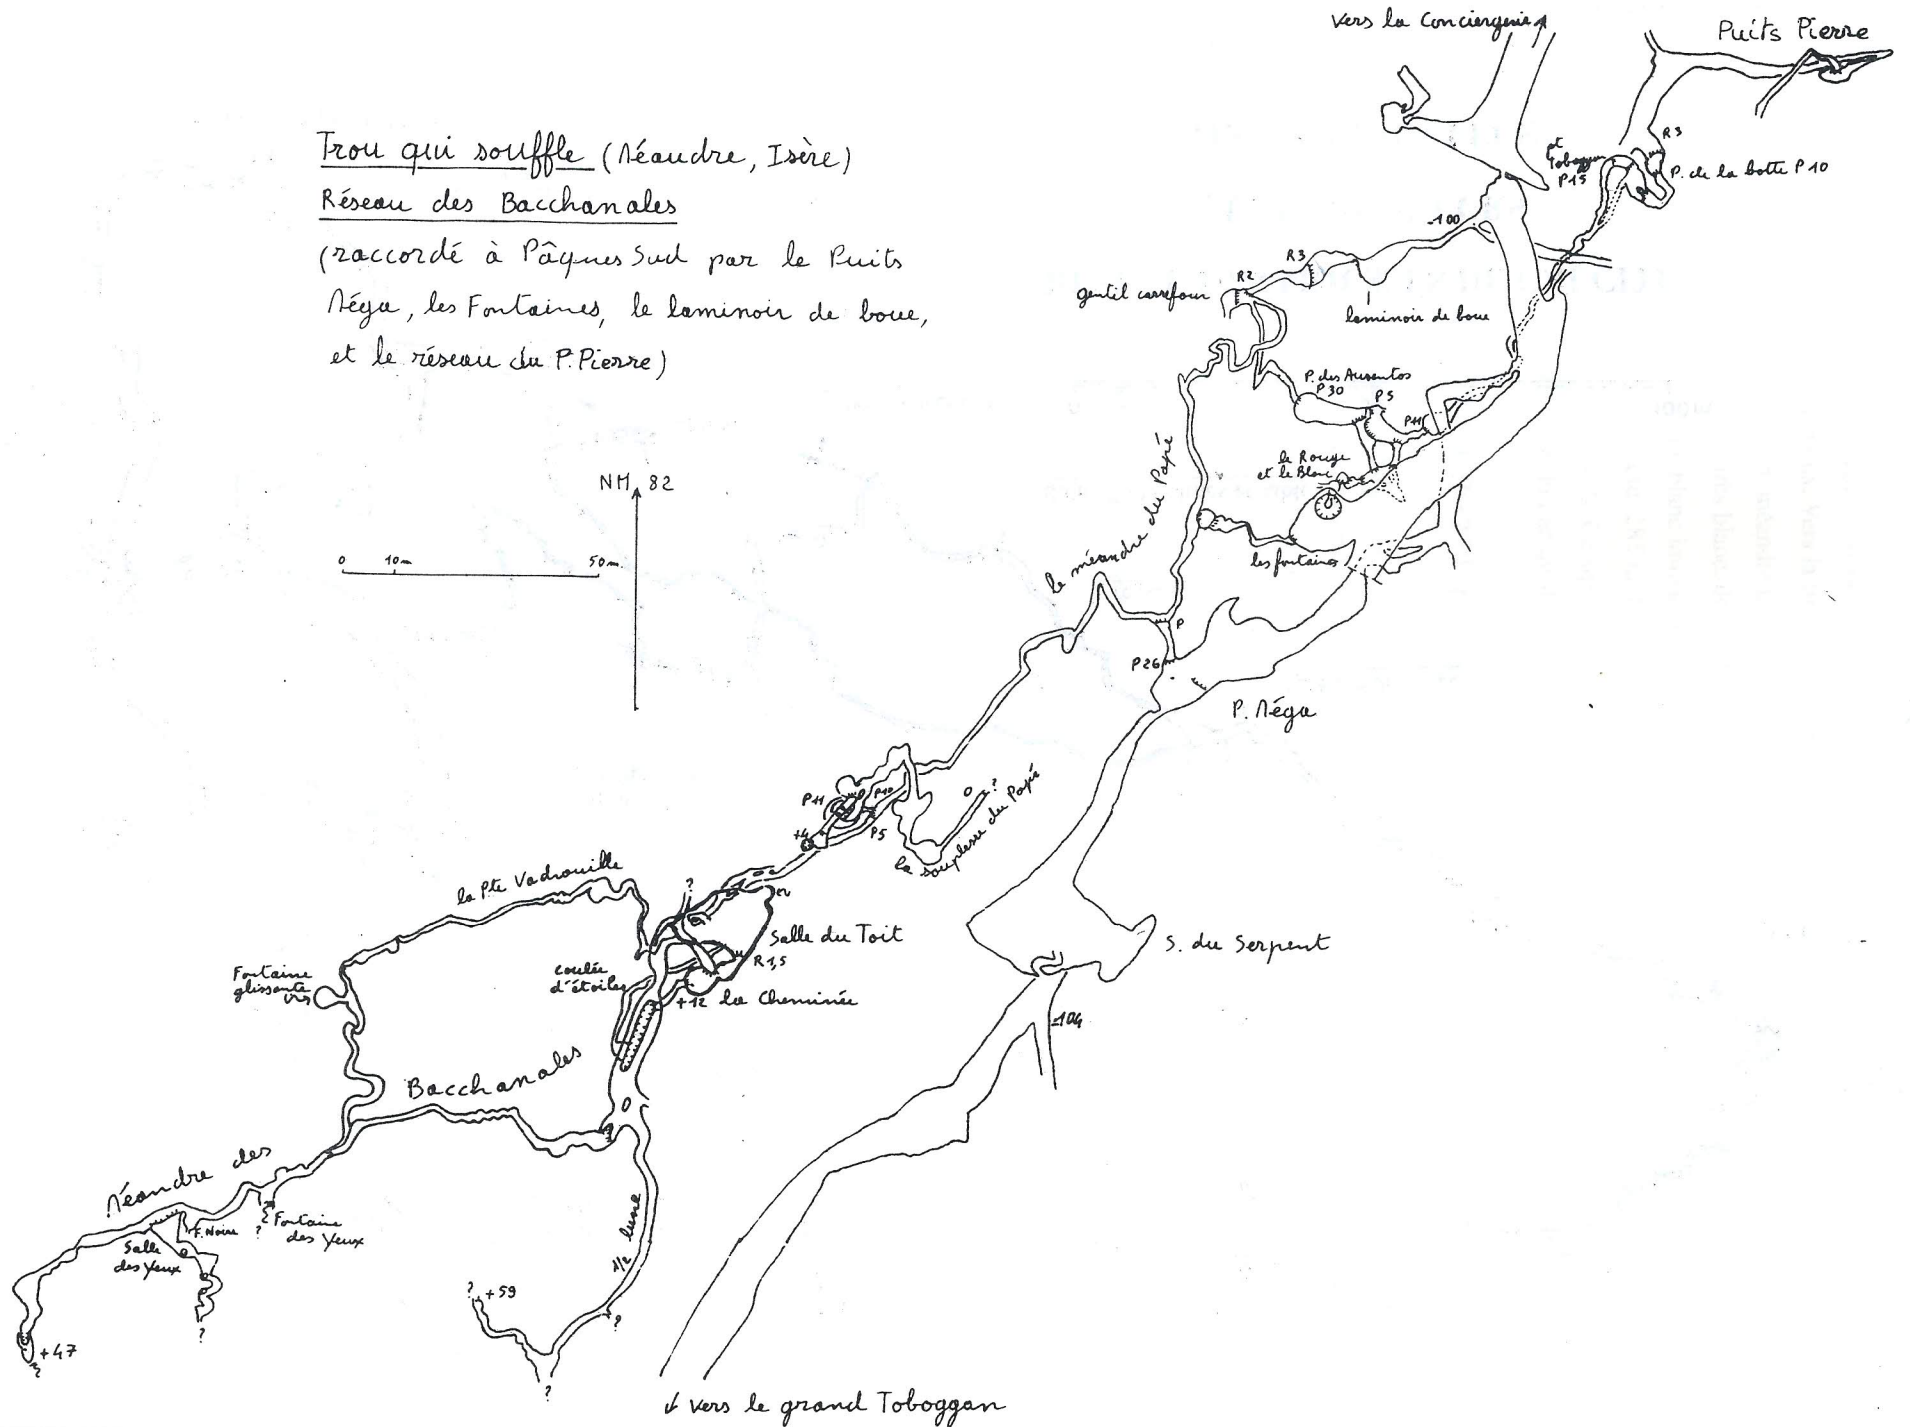 vers la Conciergerie
Puits Pierre
Trou qui souffle (Méaudre, Isère)
Réseau des Bacchanales
(raccordé à Pâques Sud par le Puits
Méga, les Fontaines, le laminoir de boue,
et le réseau du P. Pierre)
R3
pt
Toboggan
P15
P. de la botte P10
-100
R3
R2
gentil carrefour
laminoir de boue
P. des Auventos
P30
P5
P11
le Rouge
et le Blanc
le méandre du Papé
les fontaines
NM 82
0 10m 50m.
P
P26
P. Méga
P11
P10
+4
P5
0 ?
la souplesse du Papé
la Pte Vadrouille
?
Salle du Toit
R1,5
S. du Serpent
Fontaine
glissante
coulée
d'étoiles
+12 la Cheminée
-104
Méandre des Bacchanales
F. Noire
?
Fontaine
des Yeux
Salle
des Yeux
1/2 lune
? +59
?
?
?
+47
?
↓ vers le grand Toboggan